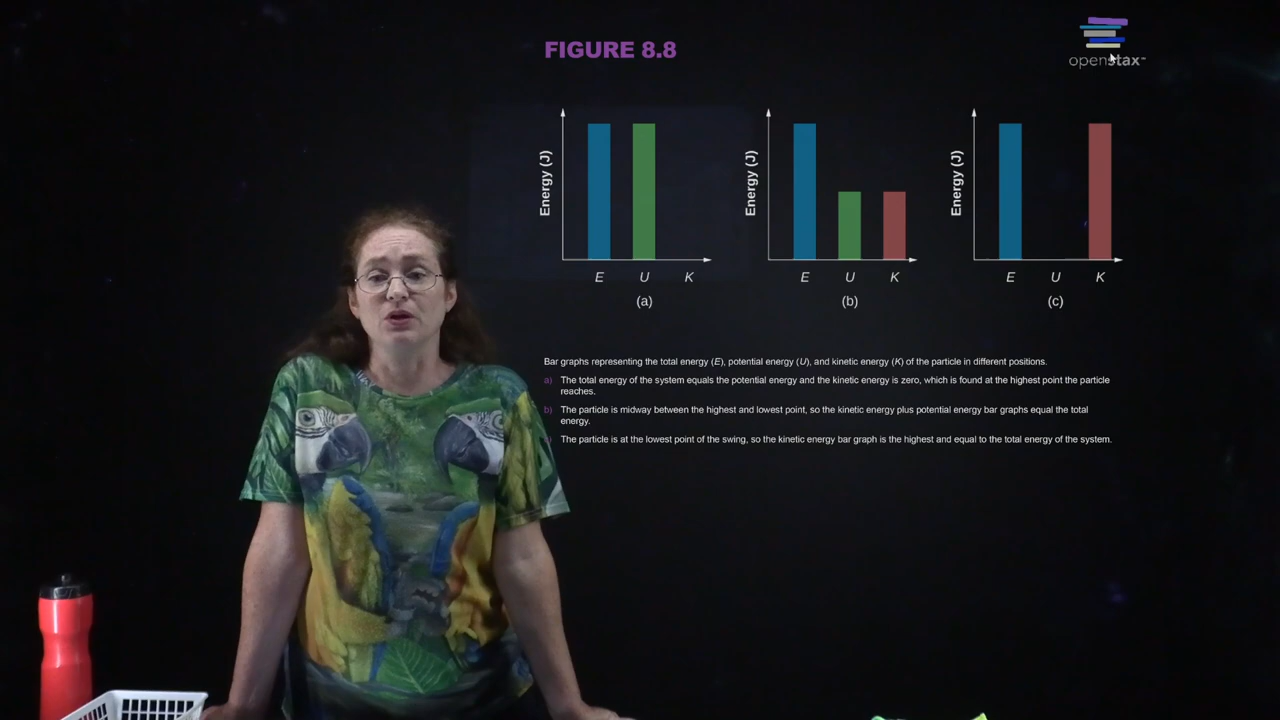 FIGURE 8.8
openstax
Energy (J)
E U K
(a)
Energy (J)
E U K
(b)
Energy (J)
E U K
(c)
Bar graphs representing the total energy (E), potential energy (U), and kinetic energy (K) of the particle in different positions.
a) The total energy of the system equals the potential energy and the kinetic energy is zero, which is found at the highest point the particle
reaches.
b) The particle is midway between the highest and lowest point, so the kinetic energy plus potential energy bar graphs equal the total
energy.
) The particle is at the lowest point of the swing, so the kinetic energy bar graph is the highest and equal to the total energy of the system.